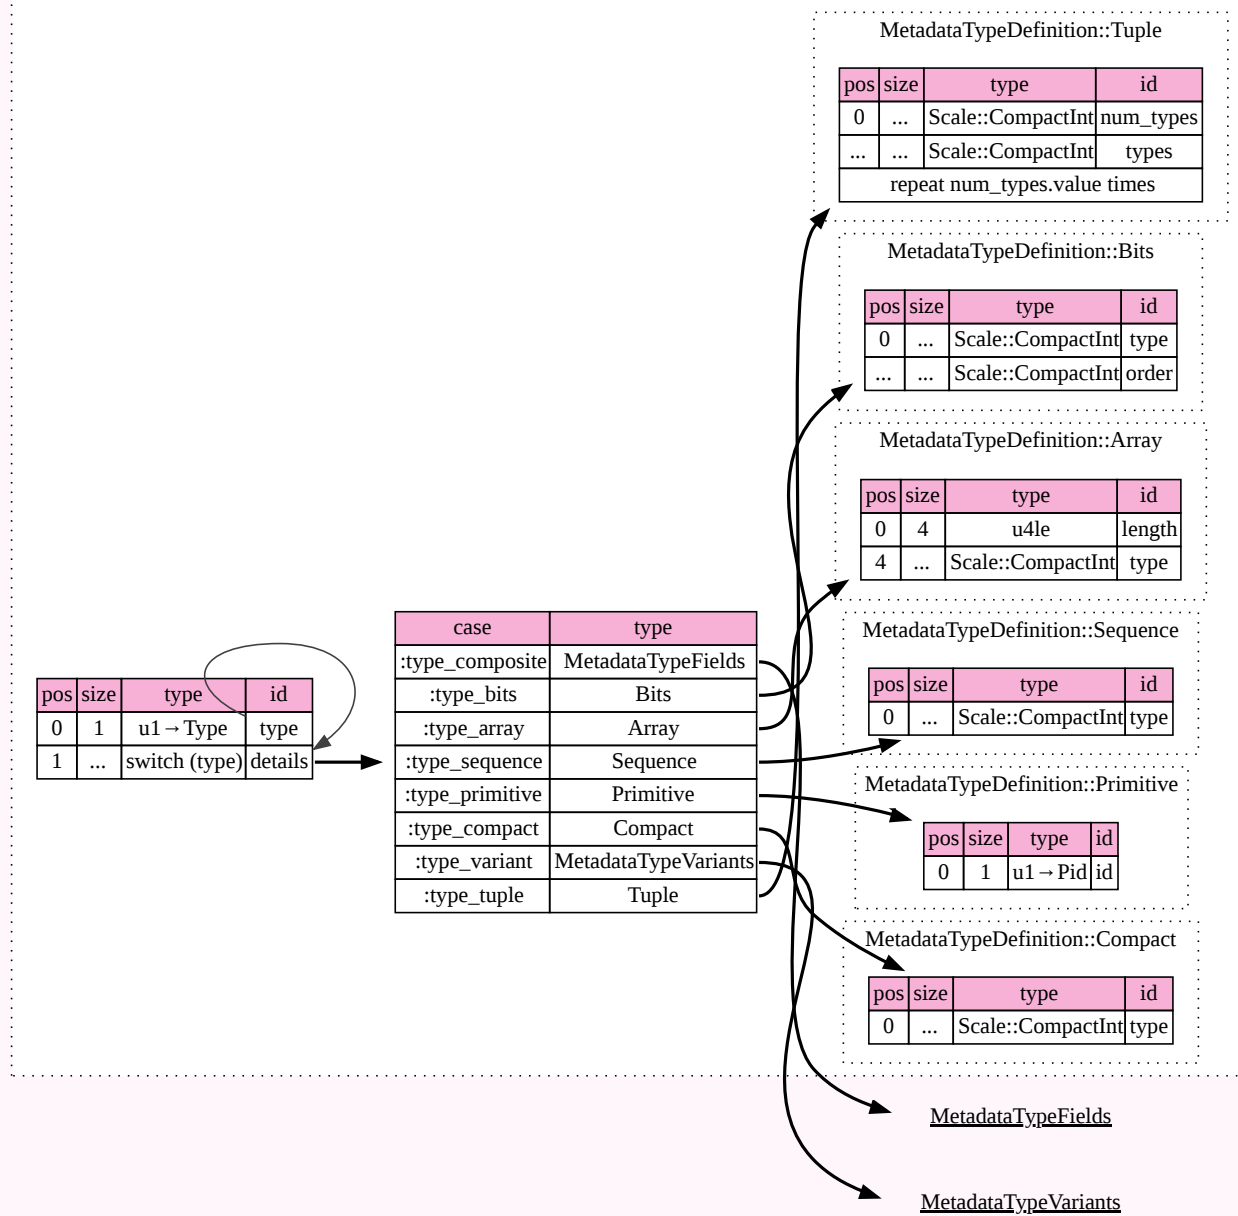 MetadataTypeDefinition::Tuple
pos size type id
0 ... Scale::CompactInt num_types
... ... Scale::CompactInt types
repeat num_types.value times
MetadataTypeDefinition::Bits
pos size type id
0 ... Scale::CompactInt type
... ... Scale::CompactInt order
MetadataTypeDefinition::Array
pos size type id
0 4 u4le length
4 ... Scale::CompactInt type
MetadataTypeDefinition::Sequence
pos size type id
0 ... Scale::CompactInt type
MetadataTypeDefinition::Primitive
pos size type id
0 1 u1→Pid id
MetadataTypeDefinition::Compact
pos size type id
0 ... Scale::CompactInt type
pos size type id
0 1 u1→Type type
1 ... switch (type) details
case type
:type_composite MetadataTypeFields
:type_bits Bits
:type_array Array
:type_sequence Sequence
:type_primitive Primitive
:type_compact Compact
:type_variant MetadataTypeVariants
:type_tuple Tuple
MetadataTypeFields
MetadataTypeVariants